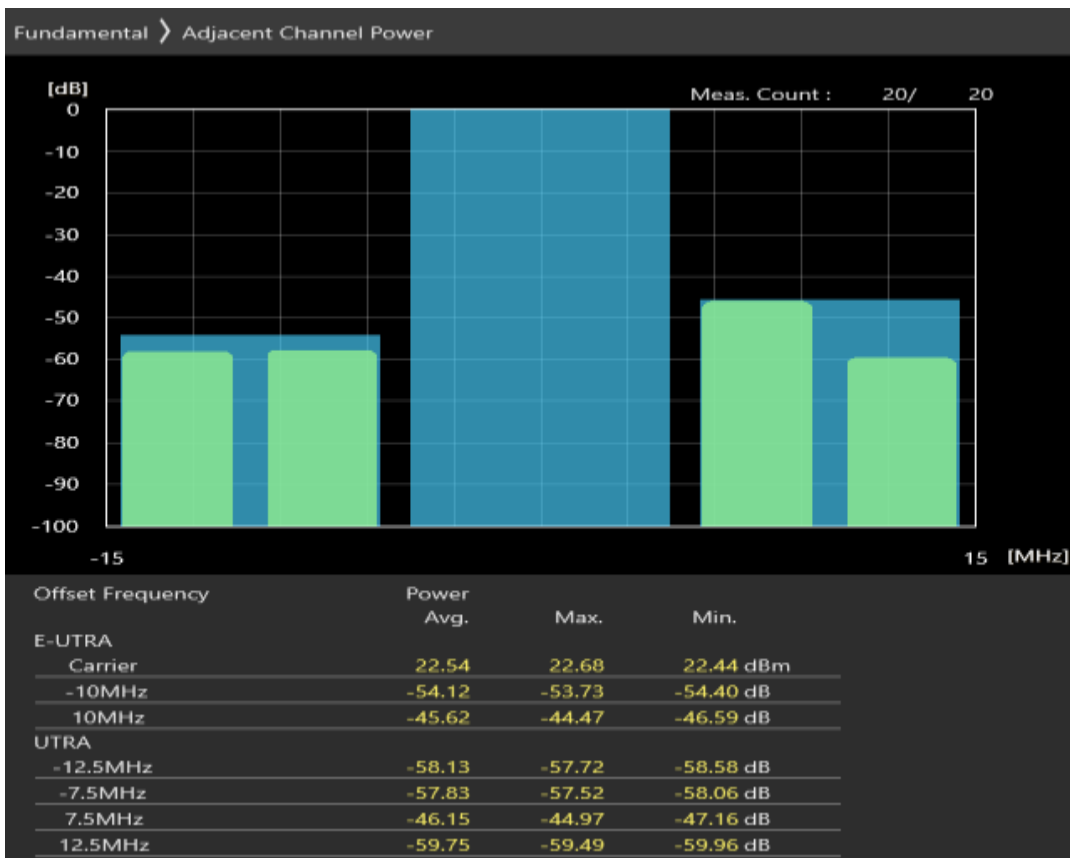 Fundamental 〉 Adjacent Channel Power
[dB]
Meas. Count : 20/ 20
0
-10
-20
-30
-40
-50
-60
-70
-80
-90
-100
-15 15 [MHz]
Offset Frequency Power
Avg. Max. Min.
E-UTRA
Carrier 22.54 22.68 22.44 dBm
-10MHz -54.12 -53.73 -54.40 dB
10MHz -45.62 -44.47 -46.59 dB
UTRA
-12.5MHz -58.13 -57.72 -58.58 dB
-7.5MHz -57.83 -57.52 -58.06 dB
7.5MHz -46.15 -44.97 -47.16 dB
12.5MHz -59.75 -59.49 -59.96 dB